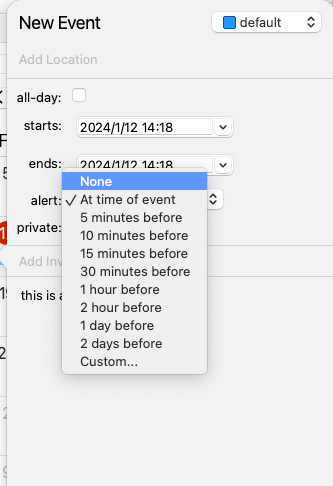 New Event
default
Add Location
all-day:
starts: 2024/1/12 14:18
ends: 2024/1/12 14:18
alert:
None
✓ At time of event
5 minutes before
10 minutes before
15 minutes before
30 minutes before
1 hour before
2 hour before
1 day before
2 days before
Custom...
private:
Add Inv
this is a